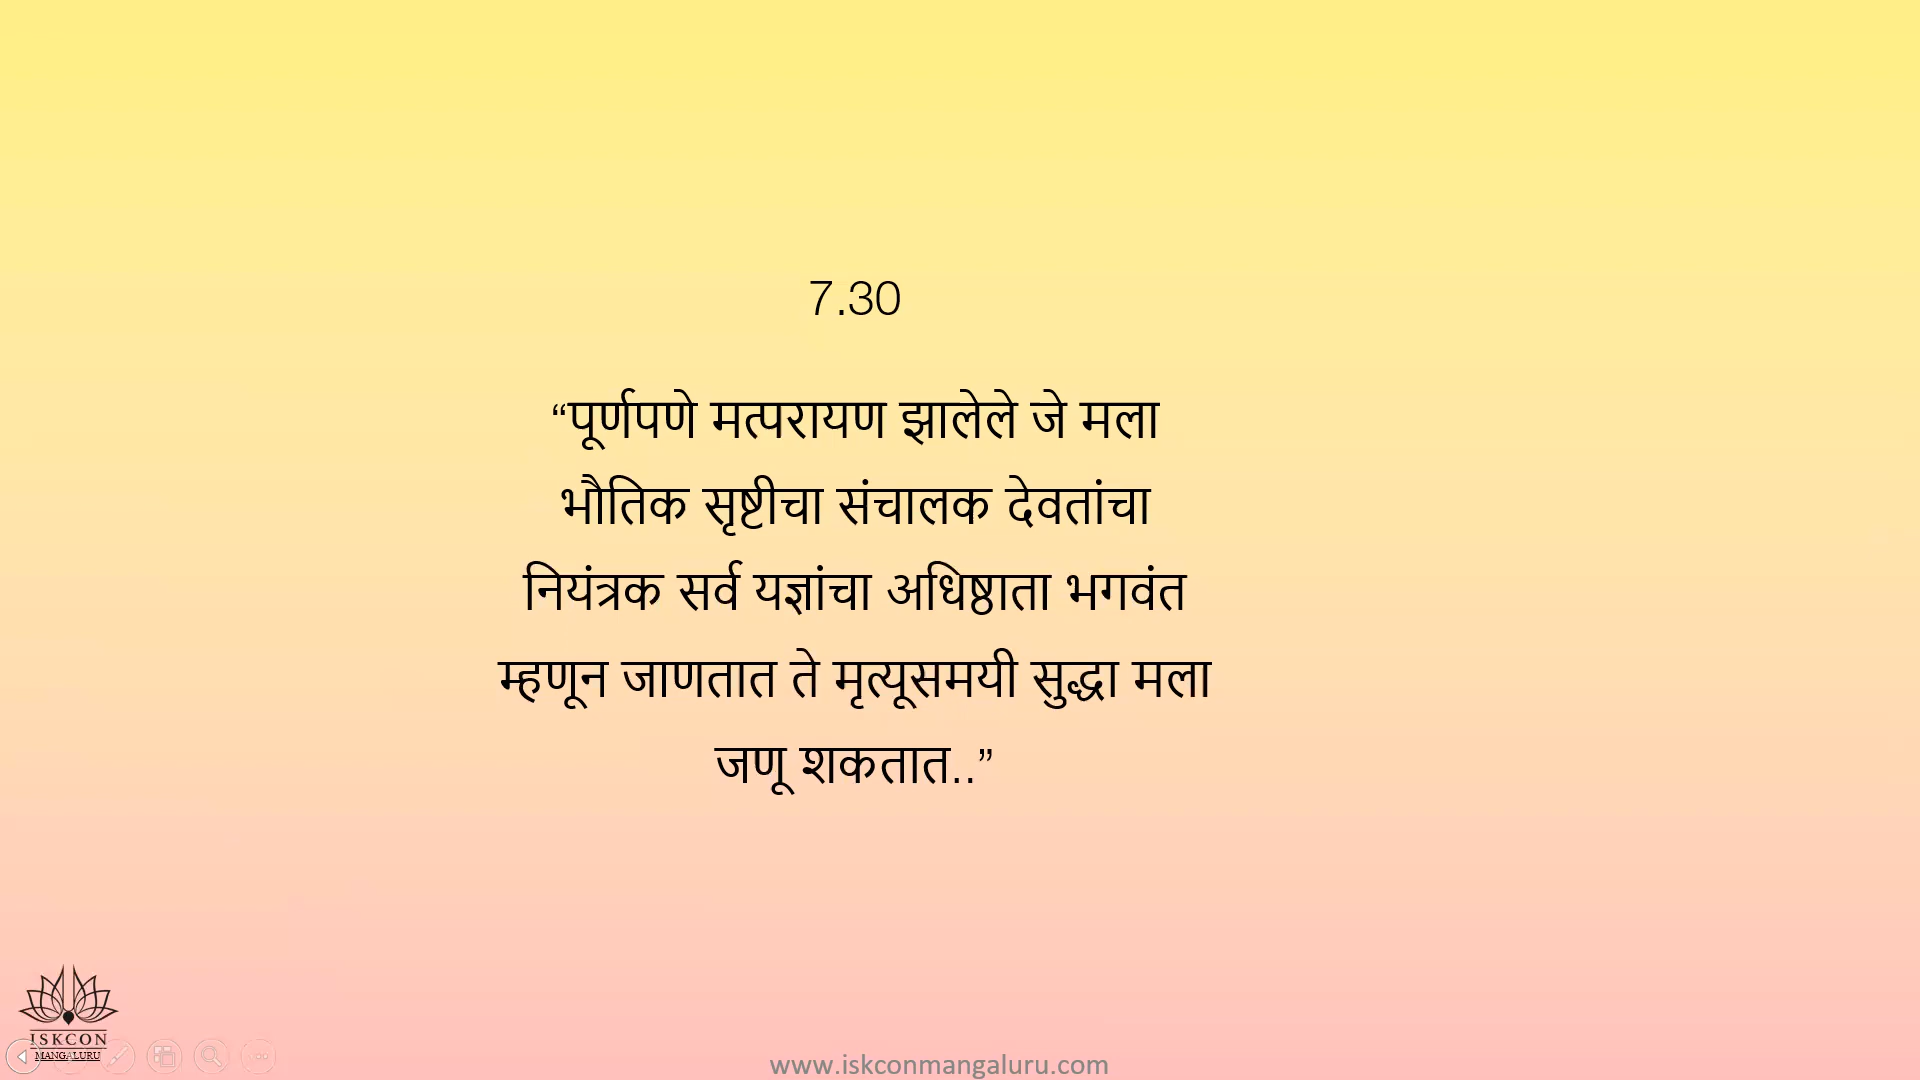 7.30
“पूर्णपणे मत्परायण झालेले जे मला
भौतिक सृष्टीचा संचालक देवतांचा
नियंत्रक सर्व यज्ञांचा अधिष्ठाता भगवंत
म्हणून जाणतात ते मृत्यूसमयी सुद्धा मला
जणू शकतात..”
ISKCON
MANGALURU
www.iskconmangaluru.com